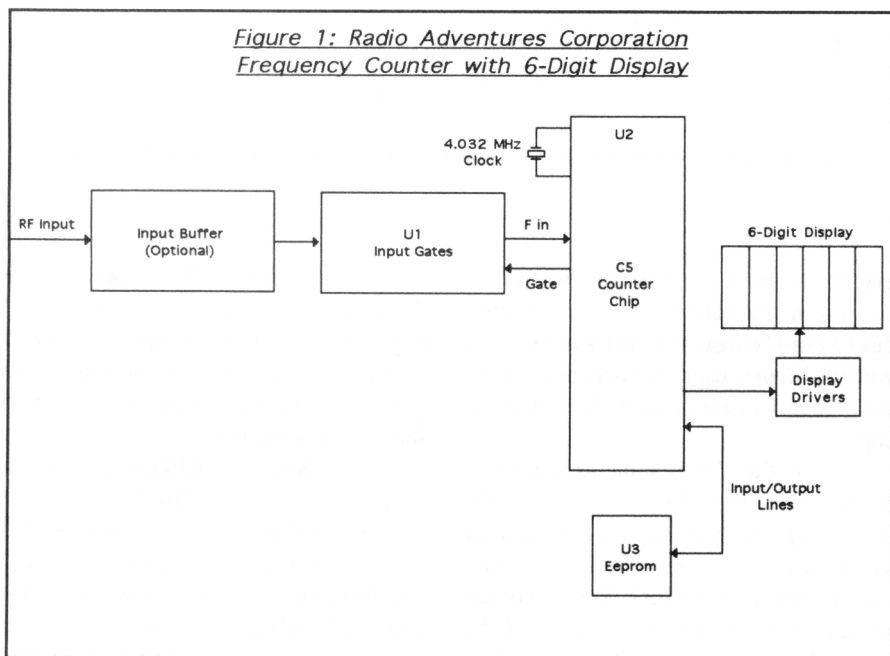 Figure 1: Radio Adventures Corporation
Frequency Counter with 6-Digit Display
4.032 MHz
Clock
U2
RF Input
Input Buffer
(Optional)
U1
Input Gates
F in
Gate
C5
Counter
Chip
6-Digit Display
Display
Drivers
Input/Output
Lines
U3
Eeprom